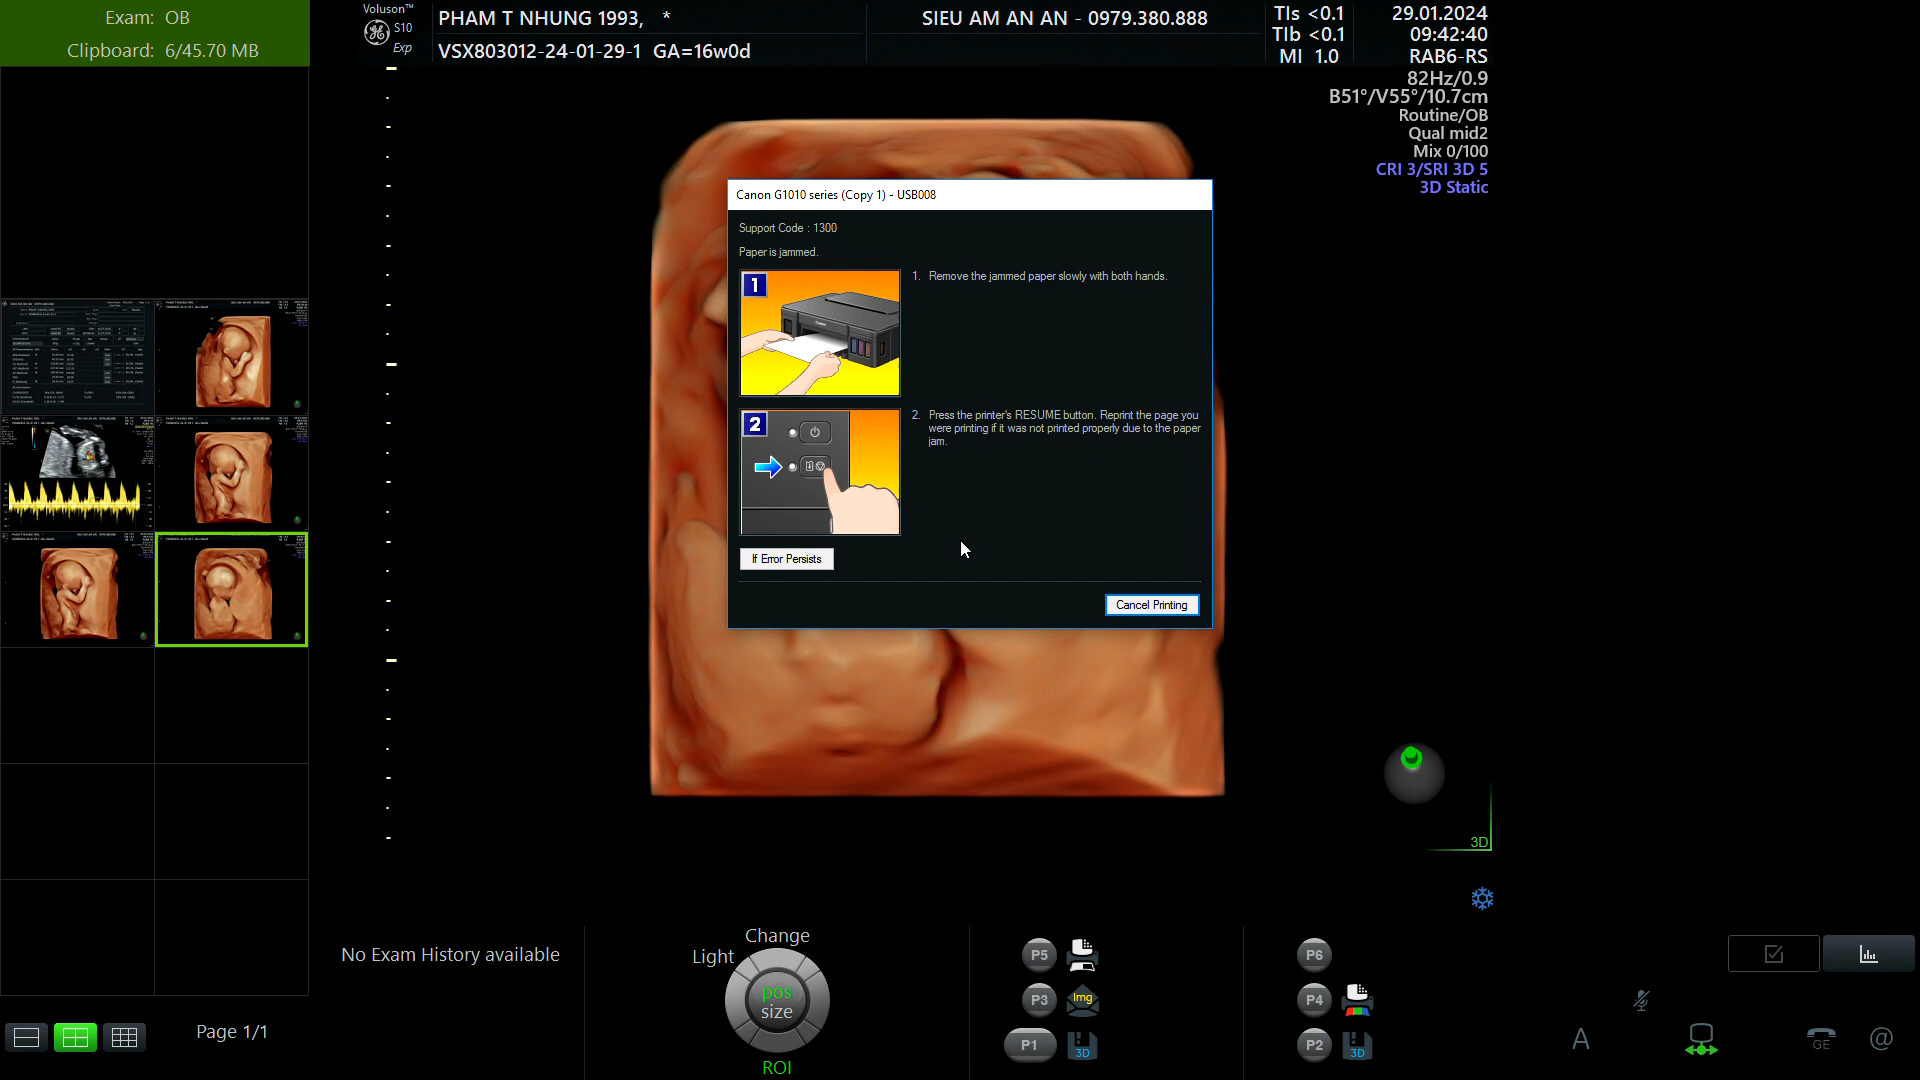 Exam: OB
Clipboard: 6/45.70 MB
Voluson™
S10
Exp
PHAM T NHUNG 1993, *
VSX803012-24-01-29-1 GA=16w0d
SIEU AM AN AN - 0979.380.888
TIs <0.1
TIb <0.1
MI 1.0
29.01.2024
09:42:40
RAB6-RS
82Hz/0.9
B51°/V55°/10.7cm
Routine/OB
Qual mid2
Mix 0/100
CRI 3/SRI 3D 5
3D Static
Canon G1010 series (Copy 1) - USB008
Support Code : 1300
Paper is jammed.
1
1. Remove the jammed paper slowly with both hands.
2
2. Press the printer's RESUME button. Reprint the page you
were printing if it was not printed properly due to the paper
jam.
If Error Persists
Cancel Printing
3D
No Exam History available
Change
Light
pos
size
ROI
P5
P3
Img
P1
3D
P6
P4
P2
3D
A
GE
@
Page 1/1